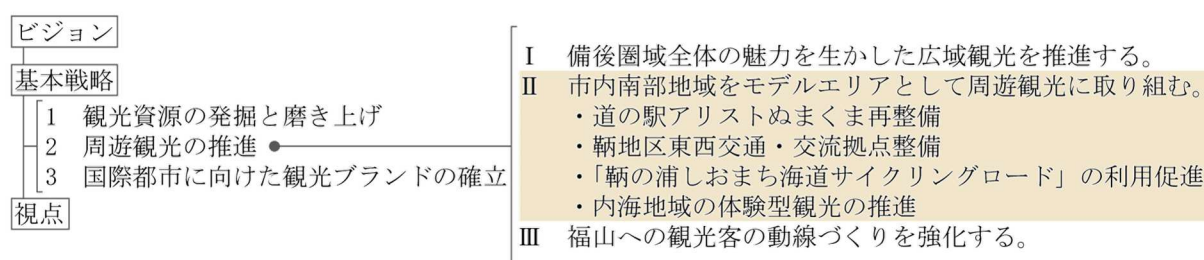 ビジョン
基本戦略
1 観光資源の発掘と磨き上げ
2 周遊観光の推進
3 国際都市に向けた観光ブランドの確立
視点
Ⅰ 備後圏域全体の魅力を生かした広域観光を推進する。
Ⅱ 市内南部地域をモデルエリアとして周遊観光に取り組む。
・道の駅アリストぬまくま再整備
・鞆地区東西交通・交流拠点整備
・「鞆の浦しおまち海道サイクリングロード」の利用促進
・内海地域の体験型観光の推進
Ⅲ 福山への観光客の動線づくりを強化する。